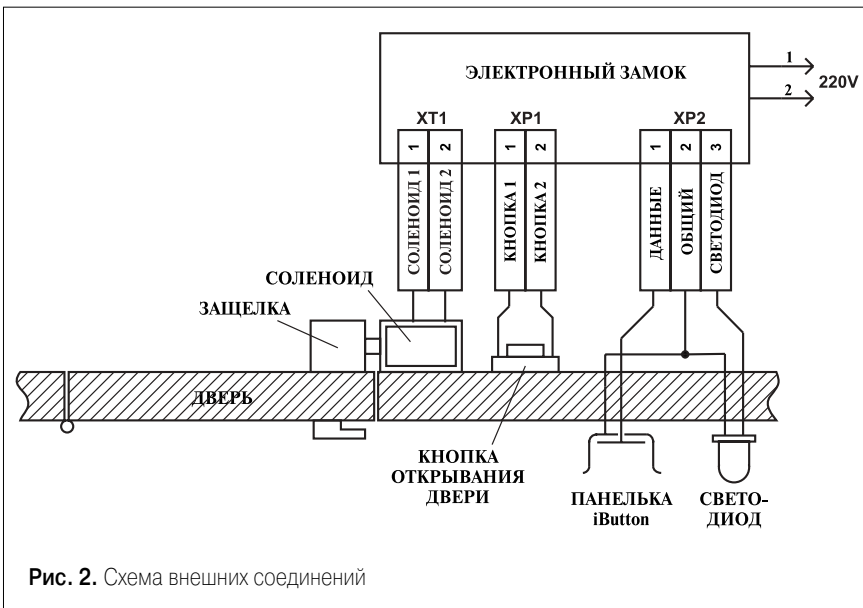 ЭЛЕКТРОННЫЙ ЗАМОК
1
2
220V
XT1
XP1
XP2
1
2
1
2
1
2
3
СОЛЕНОИД 1
СОЛЕНОИД 2
КНОПКА 1
КНОПКА 2
ДАННЫЕ
ОБЩИЙ
СВЕТОДИОД
СОЛЕНОИД
ЗАЩЕЛКА
ДВЕРЬ
КНОПКА
ОТКРЫВАНИЯ
ДВЕРИ
ПАНЕЛЬКА
iButton
СВЕТО-
ДИОД
Рис. 2. Схема внешних соединений